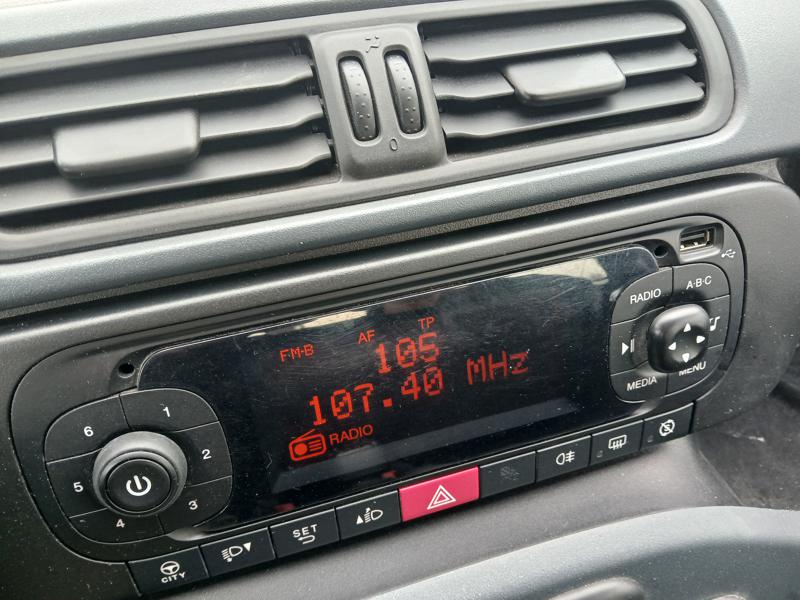 0
RADIO
A·B·C
MEDIA
MENU
FM-B AF TP
105
107.40 MHz
RADIO
1
2
3
4
5
6
CITY
SET